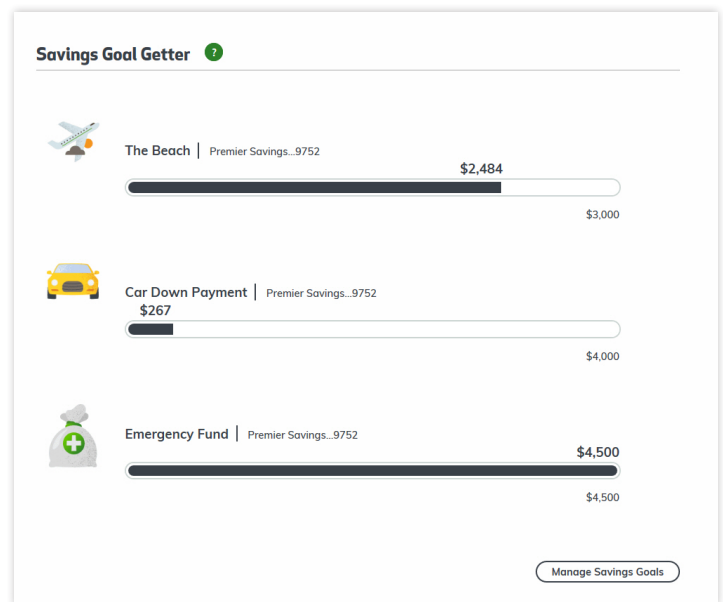 Savings Goal Getter ?
The Beach | Premier Savings...9752
$2,484
$3,000
Car Down Payment | Premier Savings...9752
$267
$4,000
Emergency Fund | Premier Savings...9752
$4,500
$4,500
Manage Savings Goals